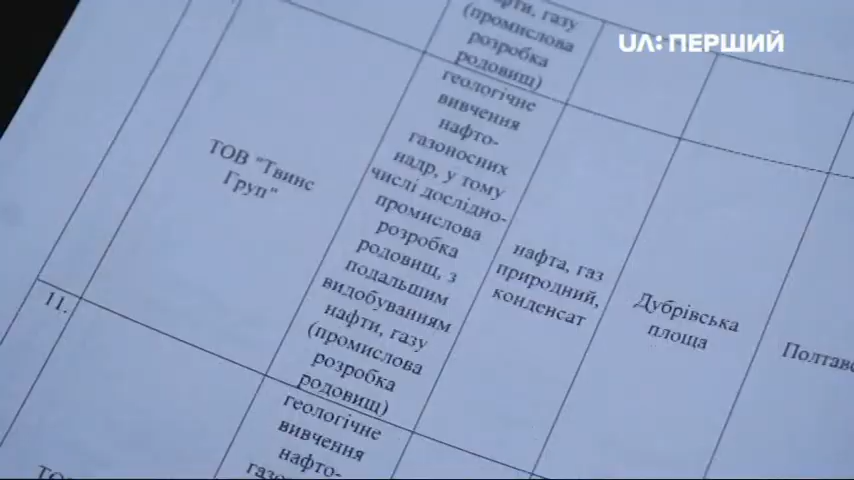 UA: ПЕРШИЙ
нафти, газу
(промислова
розробка
родовищ)
ТОВ "Твинс
Груп"
геологічне
вивчення
нафто-
газоносних
надр, у тому
числі дослідно-
промислова
розробка
родовищ, з
подальшим
видобуванням
нафти, газу
(промислова
розробка
родовищ)
нафта, газ
природний,
конденсат
Дубрівська
площа
11.
геологічне
вивчення
нафто-